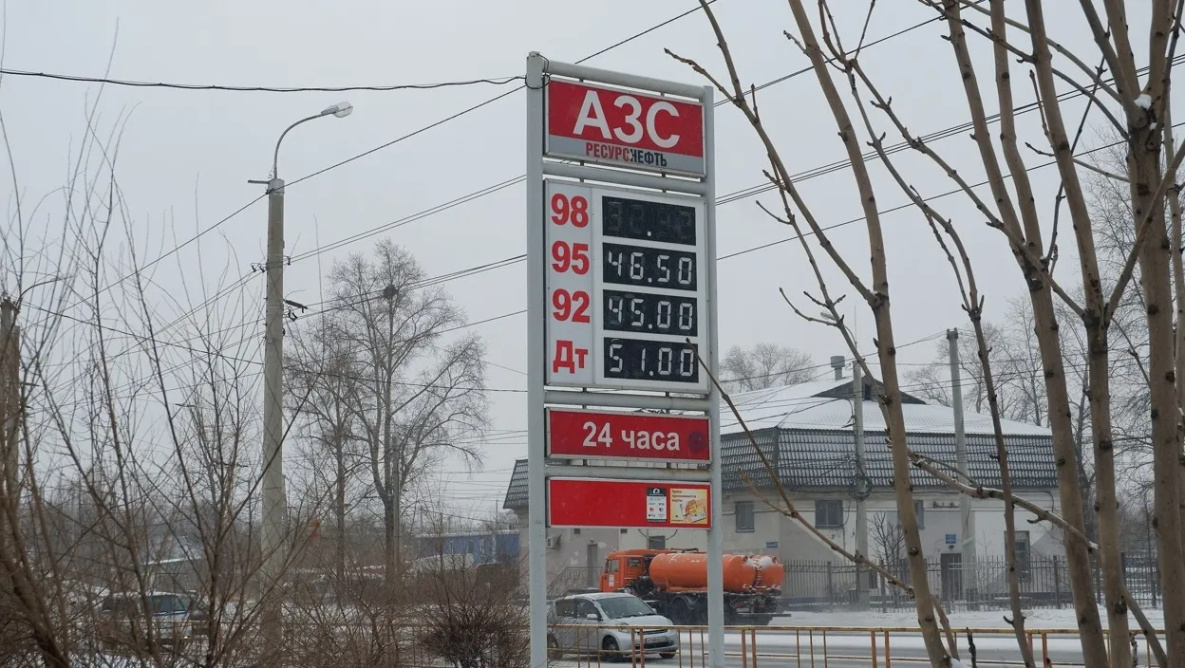 АЗС
РЕСУРСНЕФТЬ
98
95 46.50
92 45.00
Дт 51.00
24 часа